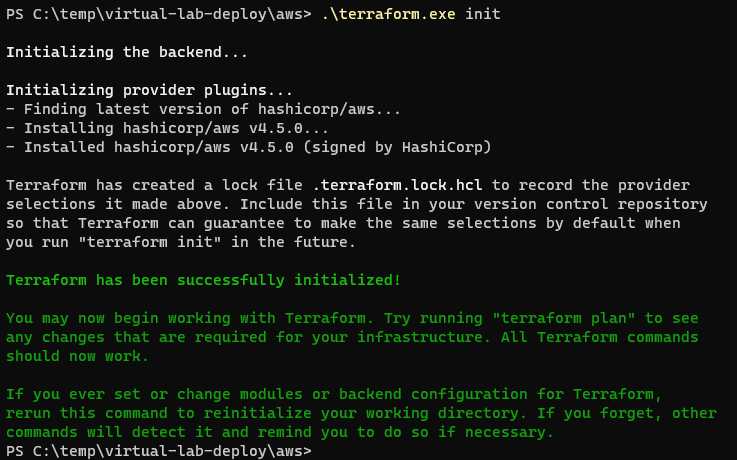 PS C:\temp\virtual-lab-deploy\aws> .\terraform.exe init
Initializing the backend...
Initializing provider plugins...
- Finding latest version of hashicorp/aws...
- Installing hashicorp/aws v4.5.0...
- Installed hashicorp/aws v4.5.0 (signed by HashiCorp)
Terraform has created a lock file .terraform.lock.hcl to record the provider
selections it made above. Include this file in your version control repository
so that Terraform can guarantee to make the same selections by default when
you run "terraform init" in the future.
Terraform has been successfully initialized!
You may now begin working with Terraform. Try running "terraform plan" to see
any changes that are required for your infrastructure. All Terraform commands
should now work.
If you ever set or change modules or backend configuration for Terraform,
rerun this command to reinitialize your working directory. If you forget, other
commands will detect it and remind you to do so if necessary.
PS C:\temp\virtual-lab-deploy\aws>